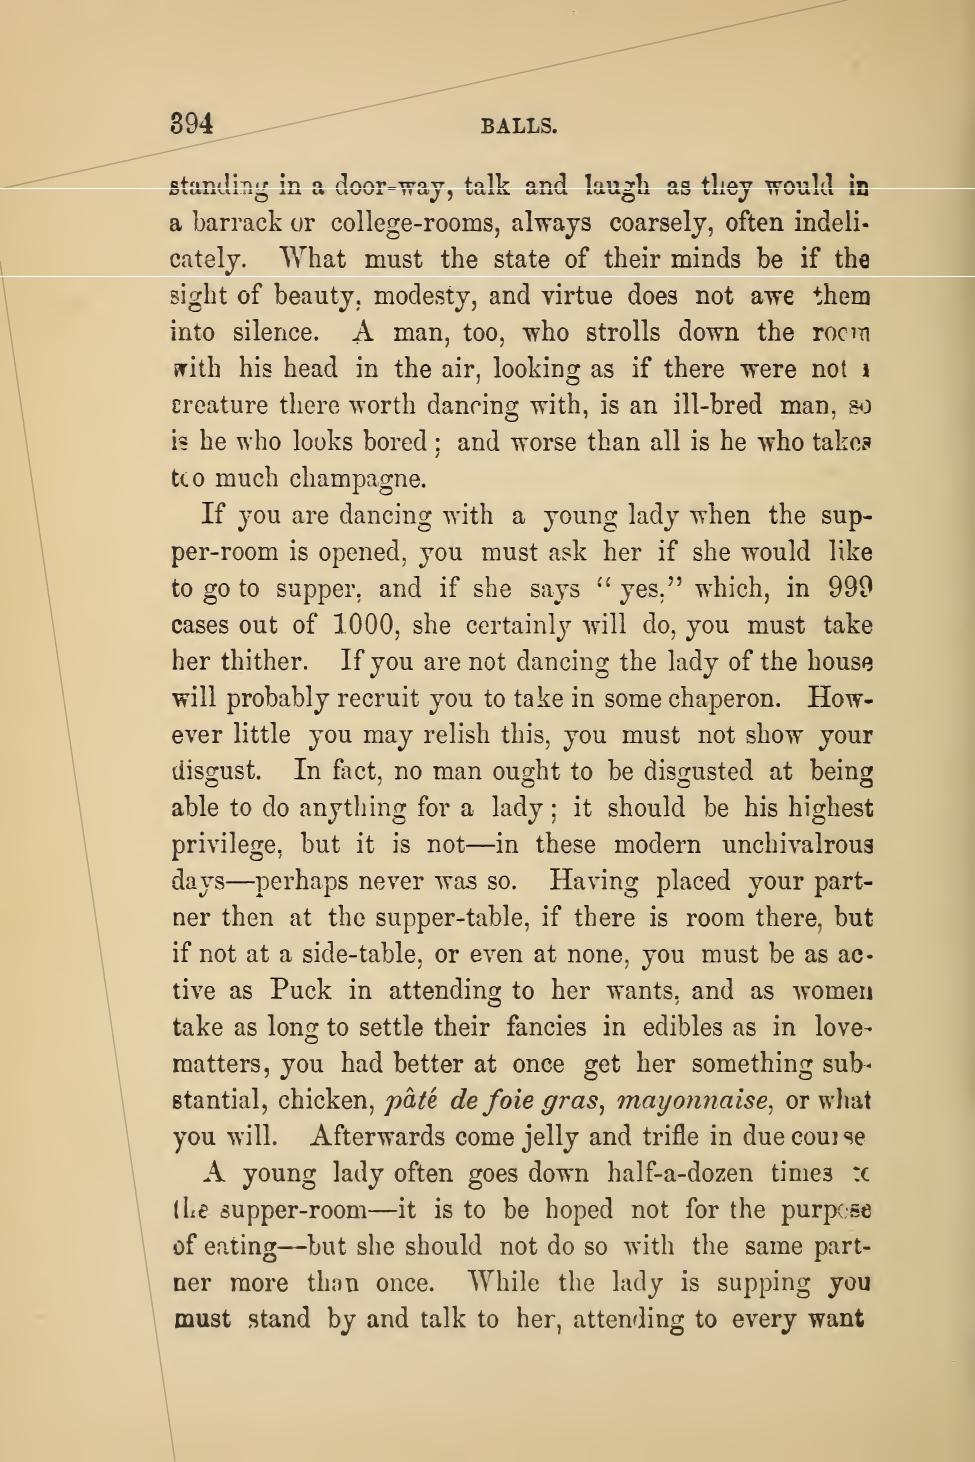 394 BALLS.
standing in a door-way, talk and laugh as they would in
a barrack or college-rooms, always coarsely, often indeli-
cately. What must the state of their minds be if the
sight of beauty, modesty, and virtue does not awe them
into silence. A man, too, who strolls down the room
with his head in the air, looking as if there were not a
creature there worth dancing with, is an ill-bred man, so
is he who looks bored; and worse than all is he who takes
too much champagne.
If you are dancing with a young lady when the sup-
per-room is opened, you must ask her if she would like
to go to supper, and if she says "yes," which, in 999
cases out of 1000, she certainly will do, you must take
her thither. If you are not dancing the lady of the house
will probably recruit you to take in some chaperon. How-
ever little you may relish this, you must not show your
disgust. In fact, no man ought to be disgusted at being
able to do anything for a lady; it should be his highest
privilege, but it is not—in these modern unchivalrous
days—perhaps never was so. Having placed your part-
ner then at the supper-table, if there is room there, but
if not at a side-table, or even at none, you must be as ac-
tive as Puck in attending to her wants, and as women
take as long to settle their fancies in edibles as in love-
matters, you had better at once get her something sub-
stantial, chicken, pâté de foie gras, mayonnaise, or what
you will. Afterwards come jelly and trifle in due course
A young lady often goes down half-a-dozen times to
the supper-room—it is to be hoped not for the purpose
of eating—but she should not do so with the same part-
ner more than once. While the lady is supping you
must stand by and talk to her, attending to every want